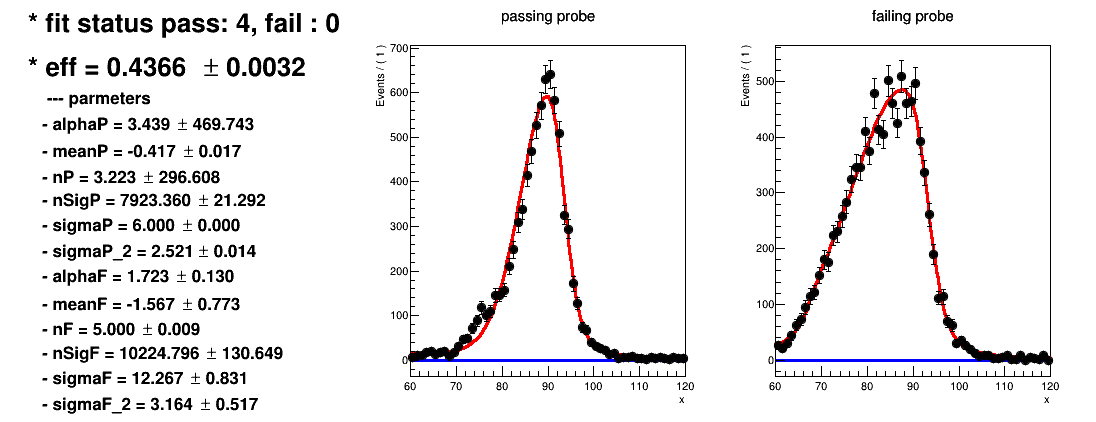 * fit status pass: 4, fail : 0
* eff = 0.4366 ± 0.0032
--- parmeters
- alphaP = 3.439 ± 469.743
- meanP = -0.417 ± 0.017
- nP = 3.223 ± 296.608
- nSigP = 7923.360 ± 21.292
- sigmaP = 6.000 ± 0.000
- sigmaP_2 = 2.521 ± 0.014
- alphaF = 1.723 ± 0.130
- meanF = -1.567 ± 0.773
- nF = 5.000 ± 0.009
- nSigF = 10224.796 ± 130.649
- sigmaF = 12.267 ± 0.831
- sigmaF_2 = 3.164 ± 0.517
passing probe
Events / ( 1 )
700
600
500
400
300
200
100
0
60 70 80 90 100 110 120
x
failing probe
Events / ( 1 )
500
400
300
200
100
0
60 70 80 90 100 110 120
x